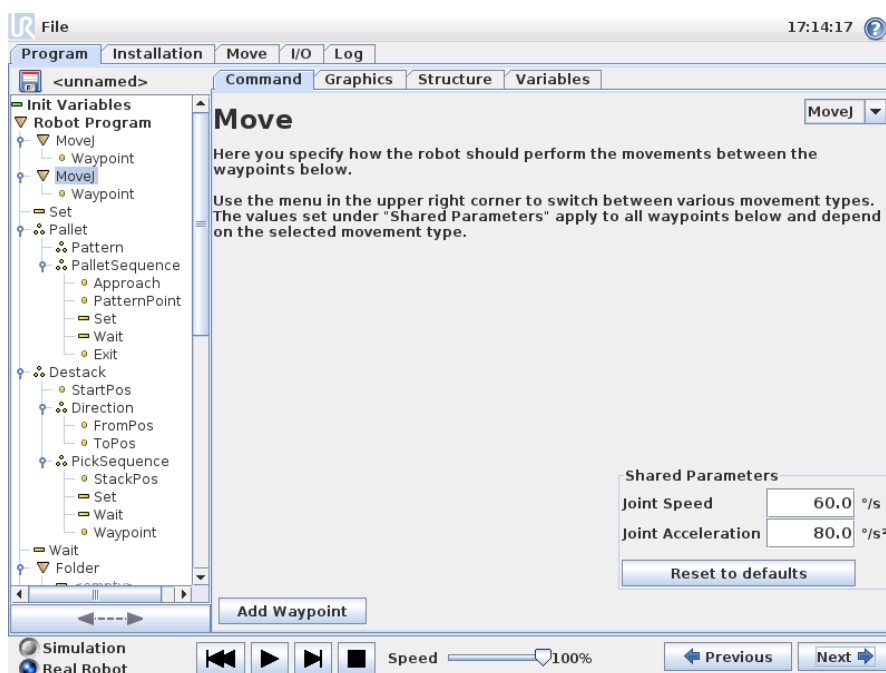 UR File 17:14:17 ?
Program Installation Move I/O Log
<unnamed> Command Graphics Structure Variables
Init Variables
Robot Program
MoveJ
Waypoint
MoveJ
Waypoint
Set
Pallet
Pattern
PalletSequence
Approach
PatternPoint
Set
Wait
Exit
Destack
StartPos
Direction
FromPos
ToPos
PickSequence
StackPos
Set
Wait
Waypoint
Wait
Folder
<empty>
Move
MoveJ
Here you specify how the robot should perform the movements between the
waypoints below.
Use the menu in the upper right corner to switch between various movement types.
The values set under "Shared Parameters" apply to all waypoints below and depend
on the selected movement type.
Shared Parameters
Joint Speed 60.0 °/s
Joint Acceleration 80.0 °/s²
Reset to defaults
Add Waypoint
Simulation
Real Robot
Speed 100%
Previous Next